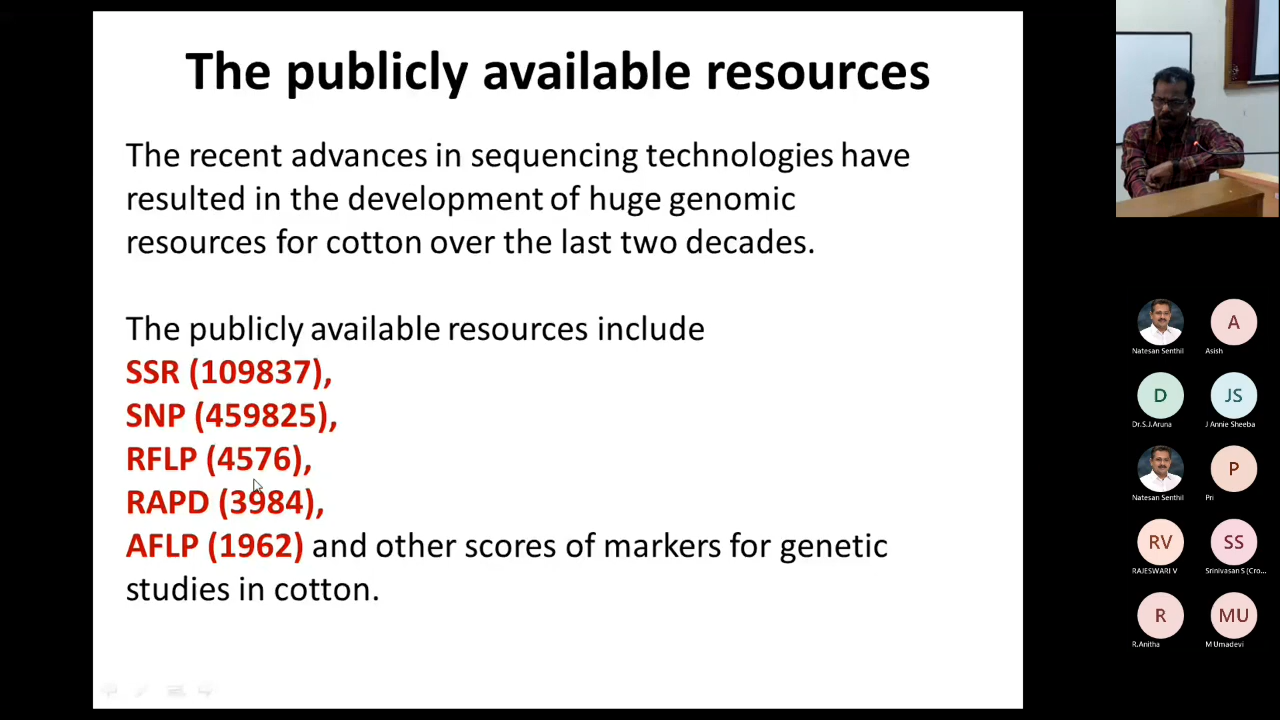 The publicly available resources
The recent advances in sequencing technologies have
resulted in the development of huge genomic
resources for cotton over the last two decades.
The publicly available resources include
SSR (109837),
SNP (459825),
RFLP (4576),
RAPD (3984),
AFLP (1962) and other scores of markers for genetic
studies in cotton.
A
Natesan Senthil
Asish
D
JS
Dr.S.J.Aruna
J Annie Sheeba
P
Natesan Senthil
Pri
RV
SS
RAJESWARI V
Srinivasan S (Cro...
R
MU
R.Anitha
M Umadevi